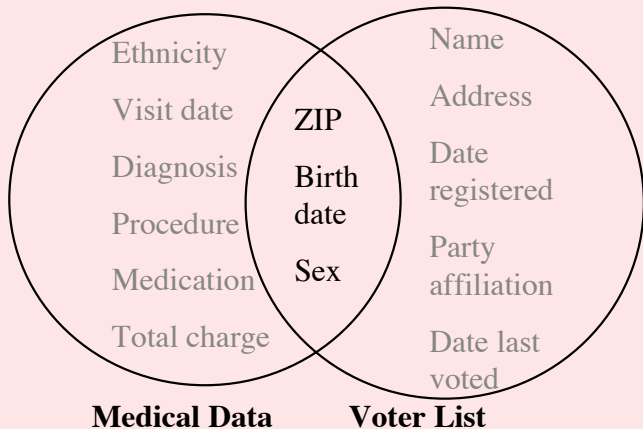 Ethnicity
Visit date
Diagnosis
Procedure
Medication
Total charge
ZIP
Birth
date
Sex
Name
Address
Date
registered
Party
affiliation
Date last
voted
Medical Data
Voter List